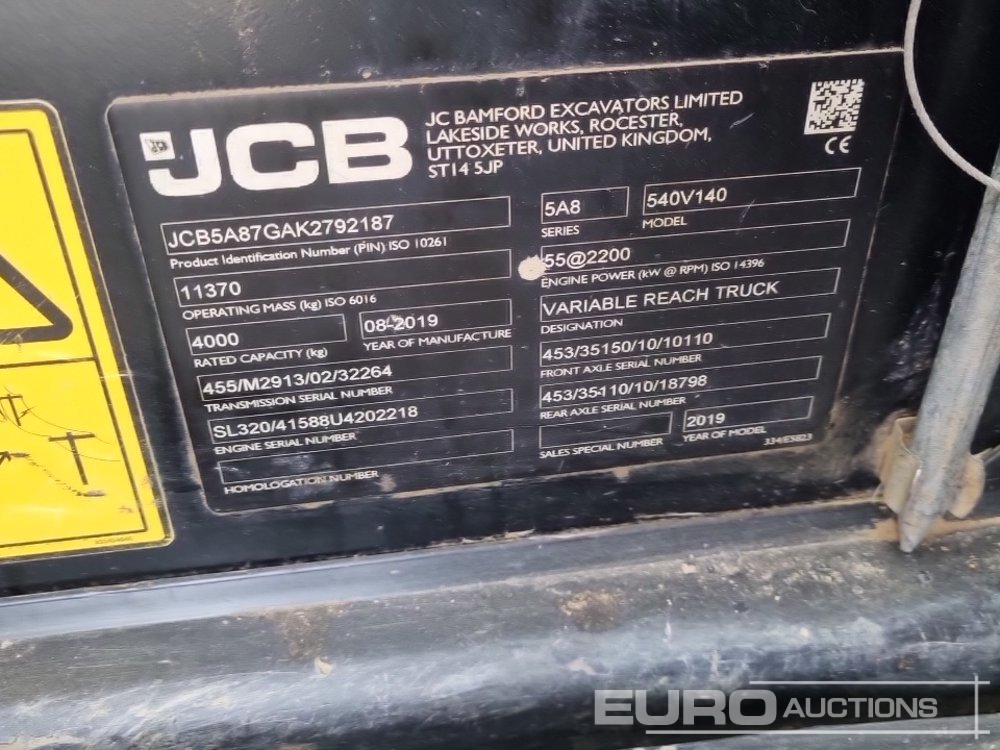 JCB
JC BAMFORD EXCAVATORS LIMITED
LAKESIDE WORKS, ROCESTER,
UTTOXETER, UNITED KINGDOM,
ST14 5JP
CE
JCB5A87GAK2792187
Product Identification Number (PIN) ISO 10261
11370
OPERATING MASS (kg) ISO 6016
4000
RATED CAPACITY (kg)
08-2019
YEAR OF MANUFACTURE
455/M2913/02/32264
TRANSMISSION SERIAL NUMBER
SL320/41588U4202218
ENGINE SERIAL NUMBER
HOMOLOGATION NUMBER
5A8
SERIES
540V140
MODEL
55@2200
ENGINE POWER (kW @ RPM) ISO 14396
VARIABLE REACH TRUCK
DESIGNATION
453/35150/10/10110
FRONT AXLE SERIAL NUMBER
453/35110/10/18798
REAR AXLE SERIAL NUMBER
SALES SPECIAL NUMBER
2019
YEAR OF MODEL
334/E5823
EURO AUCTIONS